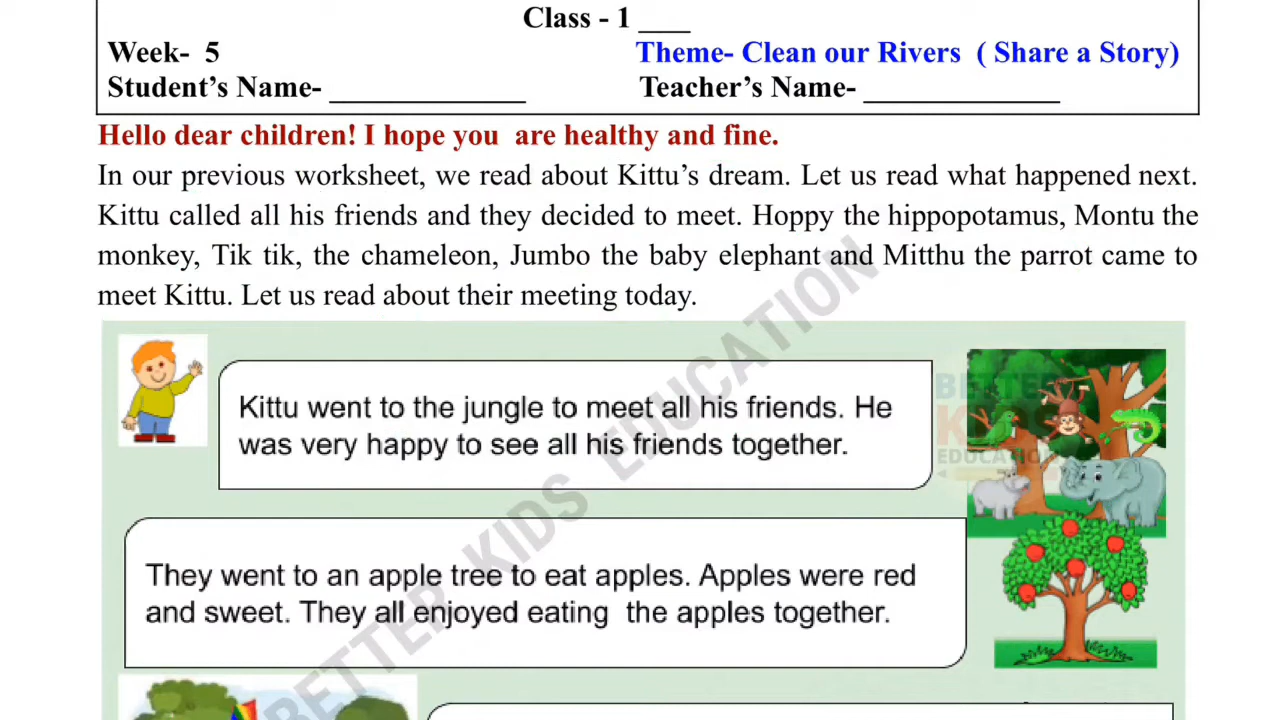 Class - 1 ____
Week- 5 Theme- Clean our Rivers ( Share a Story)
Student’s Name- _____________ Teacher’s Name- _____________
Hello dear children! I hope you are healthy and fine.
In our previous worksheet, we read about Kittu’s dream. Let us read what happened next.
Kittu called all his friends and they decided to meet. Hoppy the hippopotamus, Montu the
monkey, Tik tik, the chameleon, Jumbo the baby elephant and Mitthu the parrot came to
meet Kittu. Let us read about their meeting today.
Kittu went to the jungle to meet all his friends. He
was very happy to see all his friends together.
BETTER
KIDS
EDUCATION
They went to an apple tree to eat apples. Apples were red
and sweet. They all enjoyed eating the apples together.
BETTER KIDS EDUCATION